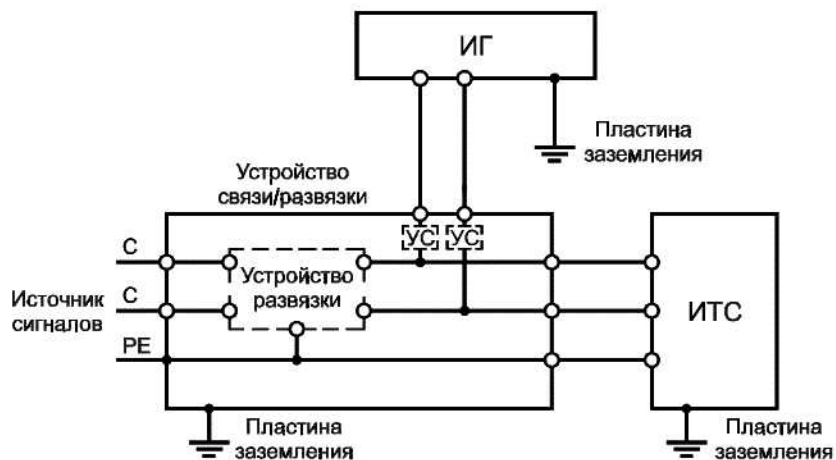 ИГ
Пластина
заземления
Устройство
связи/развязки
УС
УС
С
Устройство
развязки
С
Источник
сигналов
PE
ИТС
Пластина
заземления
Пластина
заземления